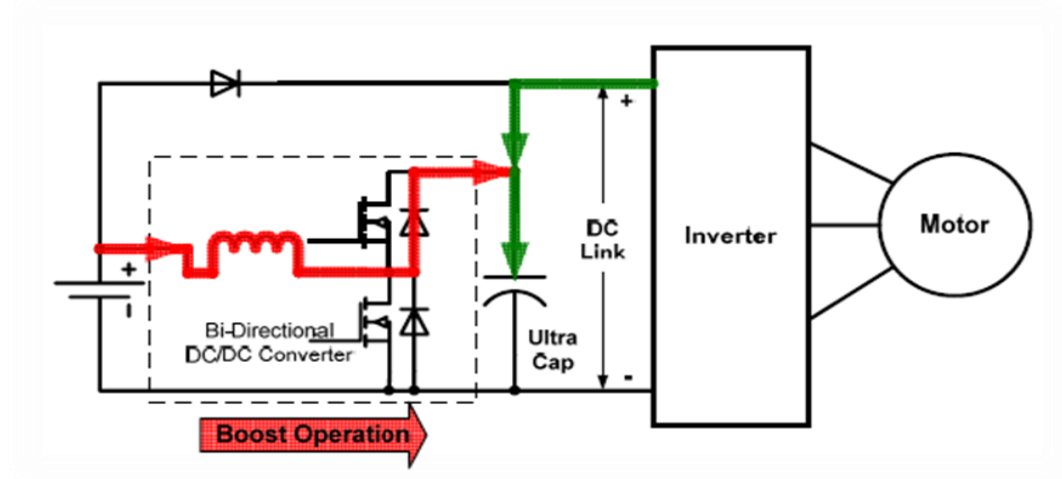 +
DC
Link
Inverter
Motor
+
Bi-Directional
DC/DC Converter
Ultra
Cap
-
Boost Operation